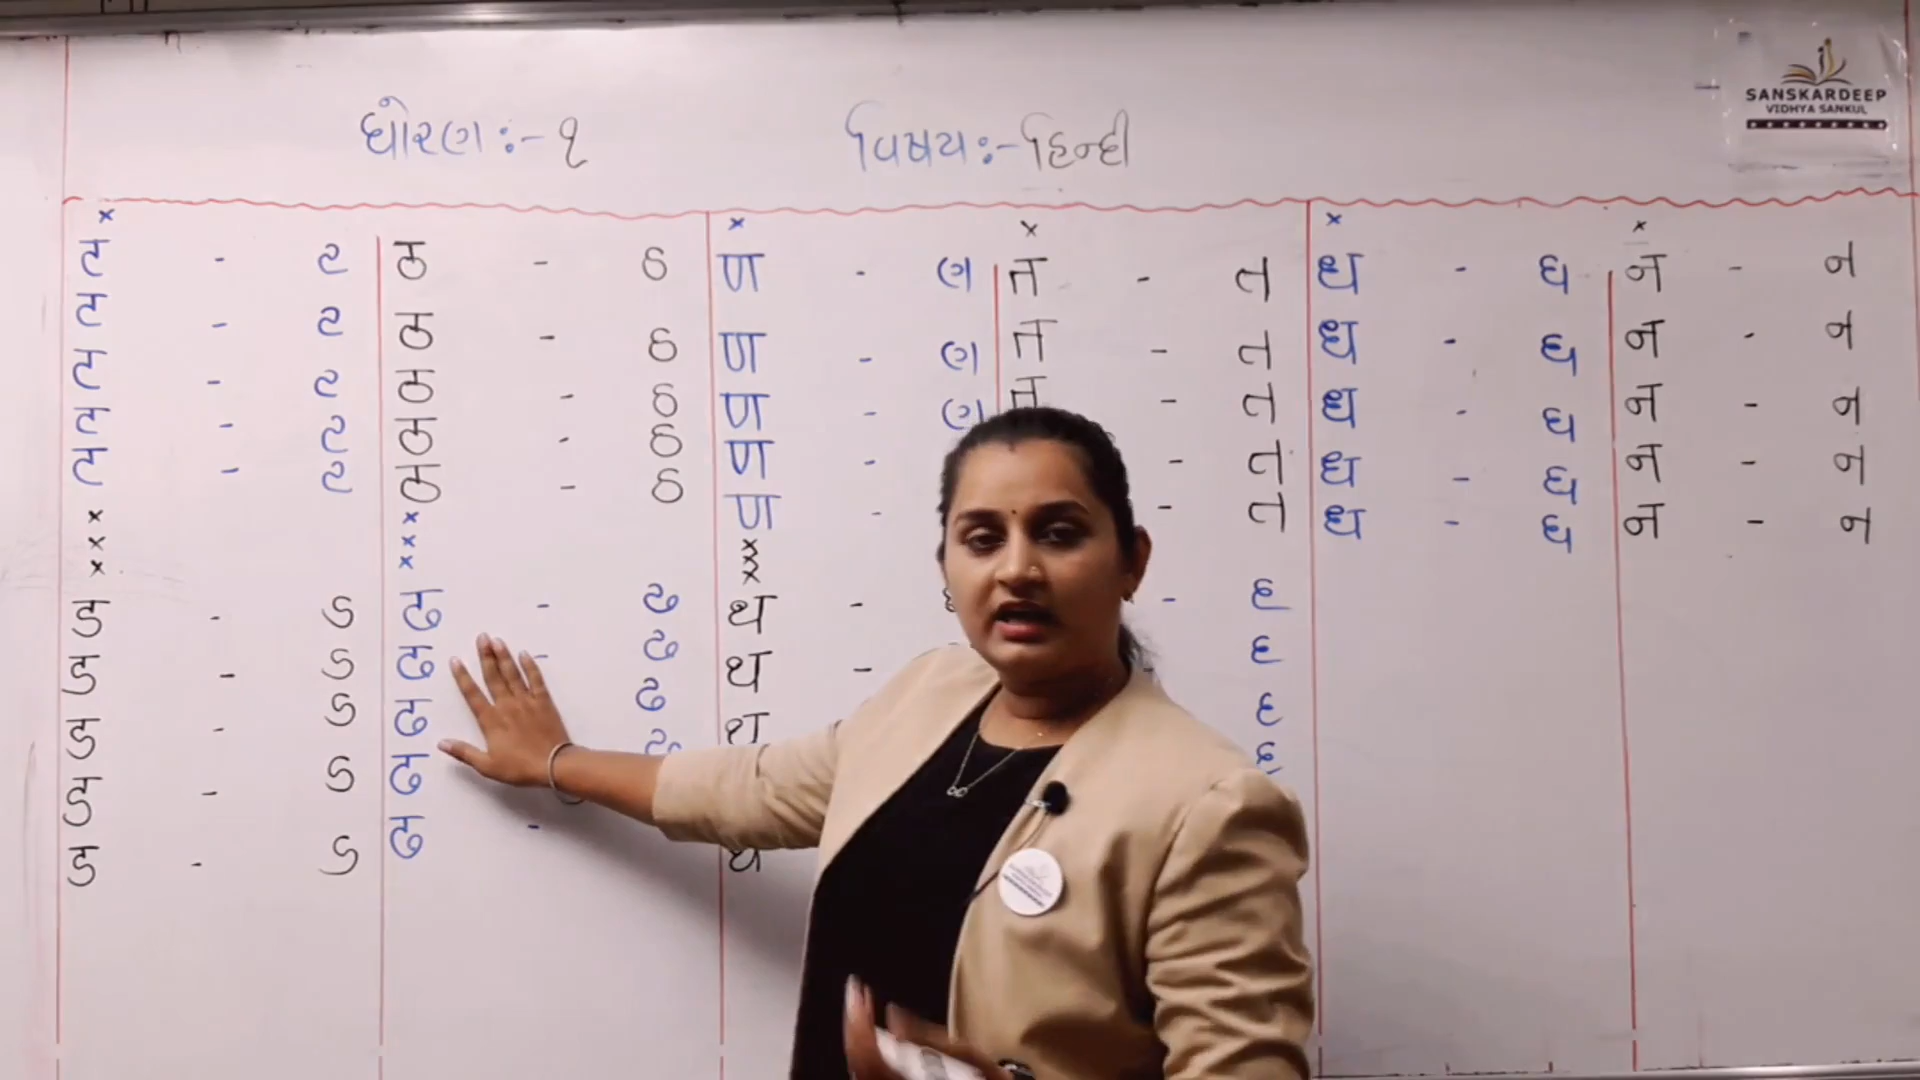 ધોરણ:- ૧ વિષય:- હિન્દી
SANSKARDEEP
VIDHYA SANKUL
ट - ટ ठ - ઠ ण - ણ त - ત ध - ધ न - ન
ट - ટ ठ - ઠ ण - ણ त - ત ध - ધ न - ન
ट - ટ ठ - ઠ ण - ણ त - ત ध - ધ न - ન
ट - ટ ठ - ઠ ण - - ત ध - ધ न - ન
ट - ટ ठ - ઠ ण - - ત ध - ધ न - ન
ड - ડ ढ - ઢ थ - - દ
ड - ડ ढ - ઢ थ - - દ
ड - ડ ढ ઢ थ દ
ड - ડ ढ ઢ દ
ड - ડ ढ - थ